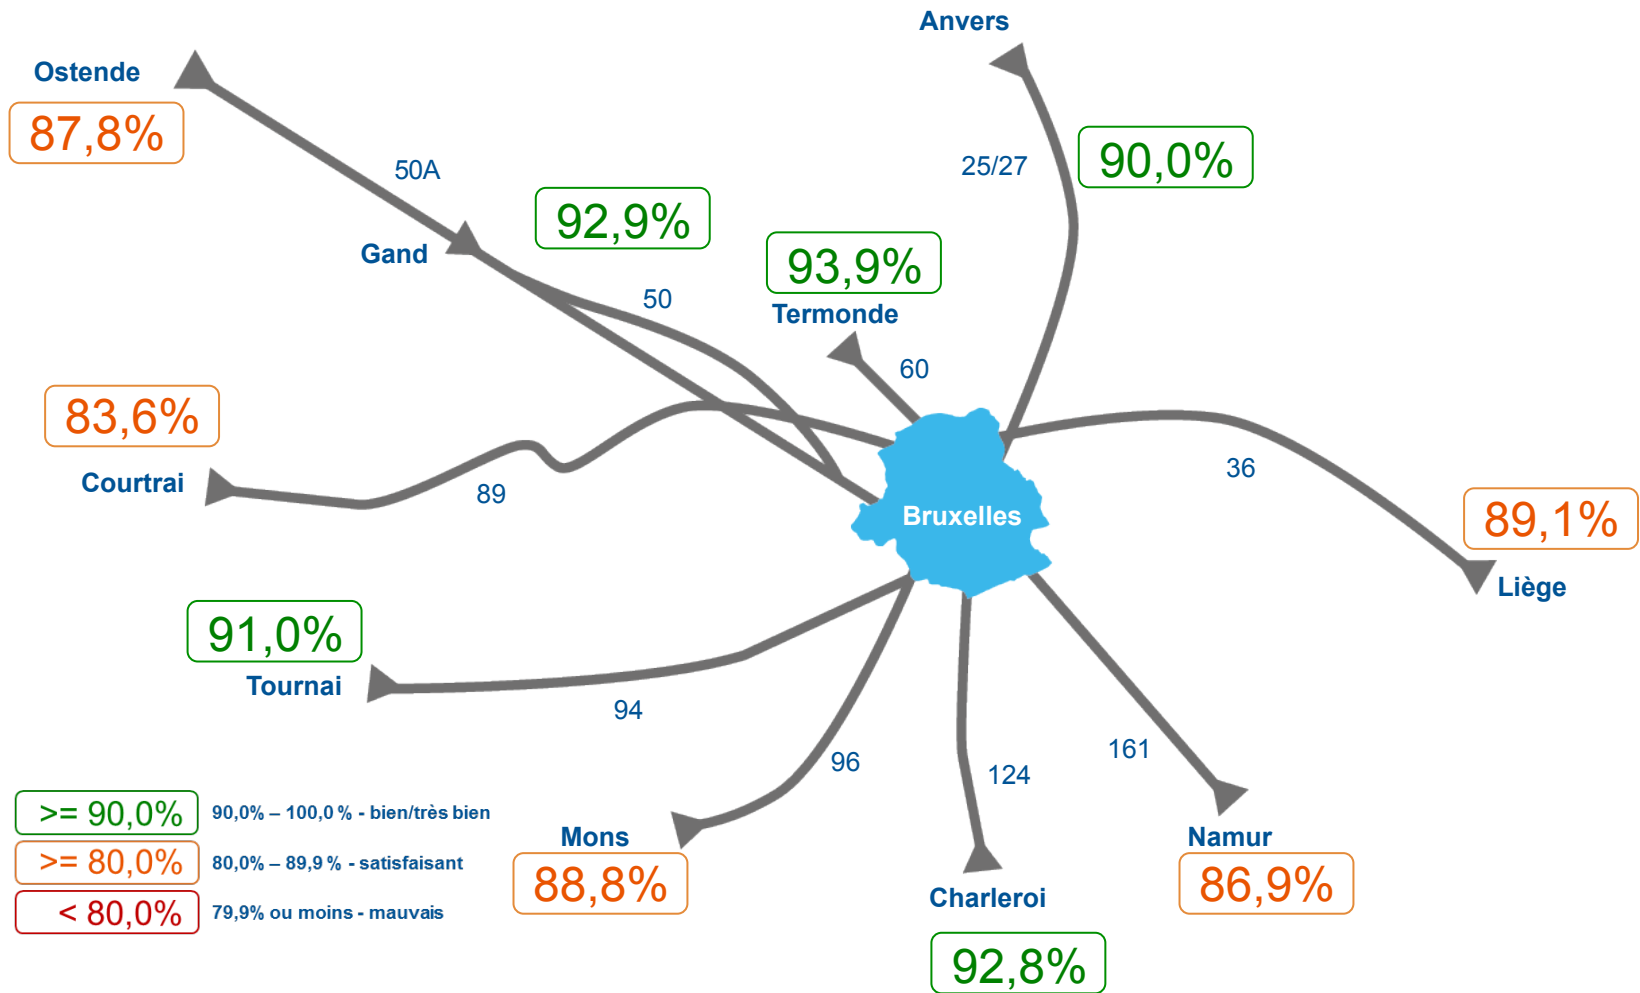 Anvers
Ostende
87,8%
50A
25/27
90,0%
92,9%
Gand
93,9%
Termonde
50
60
83,6%
Courtrai
89
36
Bruxelles
89,1%
Liège
91,0%
Tournai
94
96
124
161
>= 90,0% 90,0% – 100,0 % - bien/très bien
>= 80,0% 80,0% – 89,9 % - satisfaisant
< 80,0% 79,9% ou moins - mauvais
Mons
88,8%
Charleroi
92,8%
Namur
86,9%